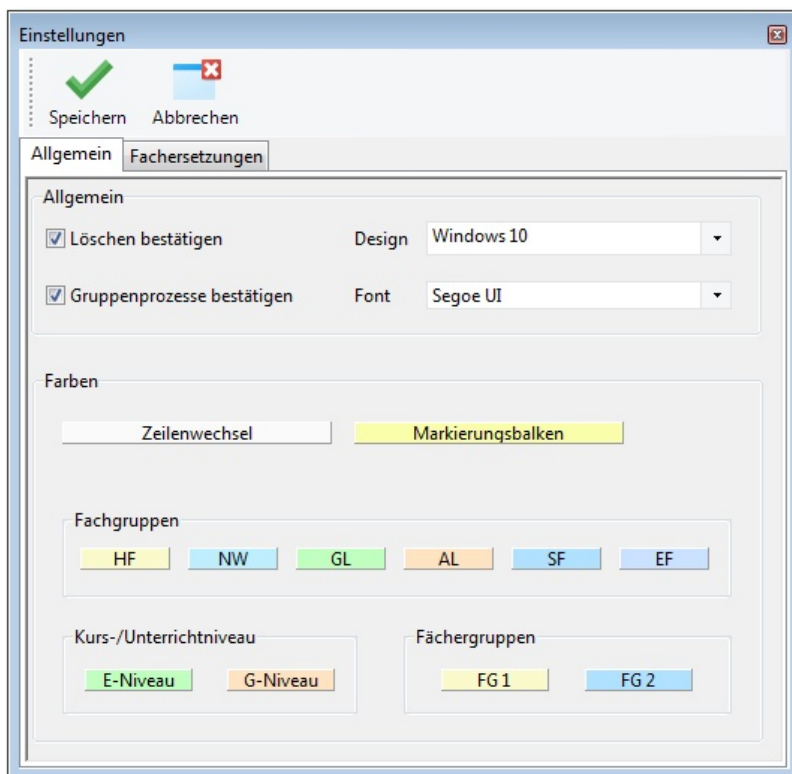 Einstellungen
Speichern Abbrechen
Allgemein Fachersetzungen
Allgemein
Löschen bestätigen Design Windows 10
Gruppenprozesse bestätigen Font Segoe UI
Farben
Zeilenwechsel Markierungsbalken
Fachgruppen
HF NW GL AL SF EF
Kurs-/Unterrichtniveau Fächergruppen
E-Niveau G-Niveau FG 1 FG 2